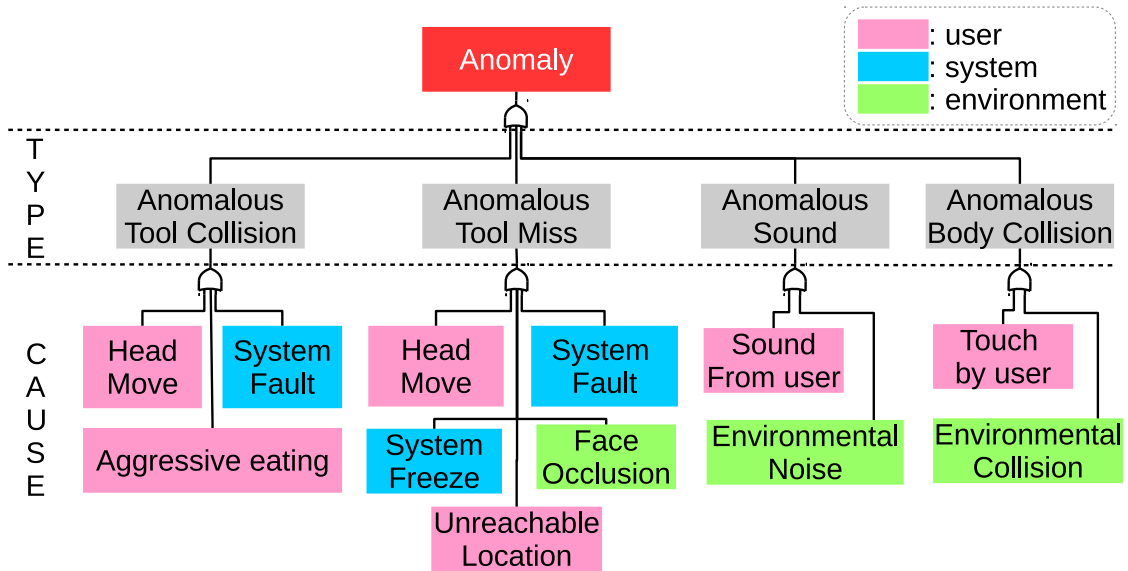 Anomaly
: user
: system
: environment
TYPE
Anomalous
Tool Collision
Anomalous
Tool Miss
Anomalous
Sound
Anomalous
Body Collision
CAUSE
Head
Move
System
Fault
Aggressive eating
Head
Move
System
Fault
System
Freeze
Face
Occlusion
Unreachable
Location
Sound
From user
Environmental
Noise
Touch
by user
Environmental
Collision